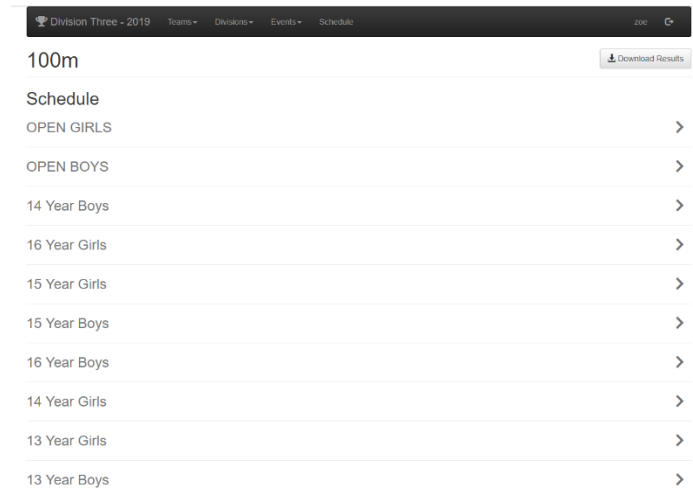 Division Three - 2019 Teams Divisions Events Schedule zoe
100m Download Results
Schedule
OPEN GIRLS
OPEN BOYS
14 Year Boys
16 Year Girls
15 Year Girls
15 Year Boys
16 Year Boys
14 Year Girls
13 Year Girls
13 Year Boys